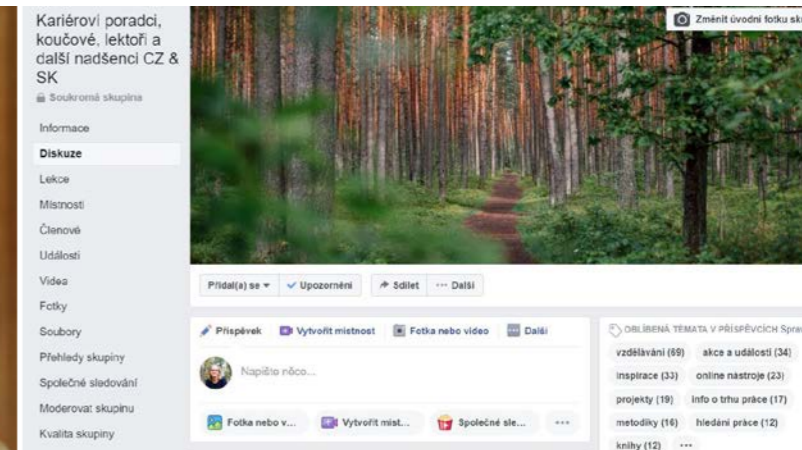 Kariéroví poradci,
koučové, lektoři a
další nadšenci CZ &
SK
Soukromá skupina
Informace
Diskuze
Lekce
Místnosti
Členové
Události
Videa
Fotky
Soubory
Přehledy skupiny
Společné sledování
Moderovat skupinu
Kvalita skupiny
Změnit úvodní fotku sku
Přidal(a) se
Upozornění
Sdílet
Další
Příspěvek
Vytvořit místnost
Fotka nebo video
Další
Napište něco...
Fotka nebo v...
Vytvořit míst...
Společné sle...
OBLÍBENÁ TÉMATA V PŘÍSPĚVCÍCH Sprav
vzdělávání (69) akce a události (34)
inspirace (33) online nástroje (23)
projekty (19) info o trhu práce (17)
metodiky (16) hledání práce (12)
knihy (12) ...